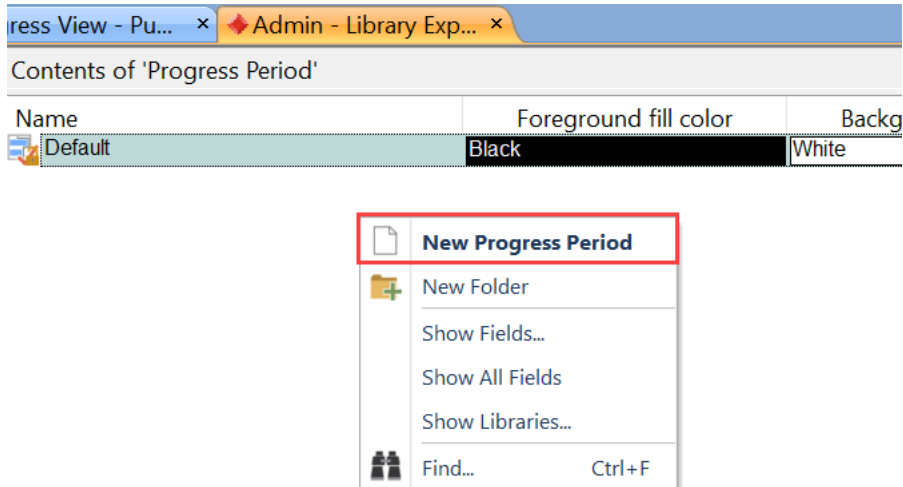 ress View - Pu... × Admin - Library Exp... ×
Contents of 'Progress Period'
Name Foreground fill color Backg
Default Black White
New Progress Period
New Folder
Show Fields...
Show All Fields
Show Libraries...
Find... Ctrl+F